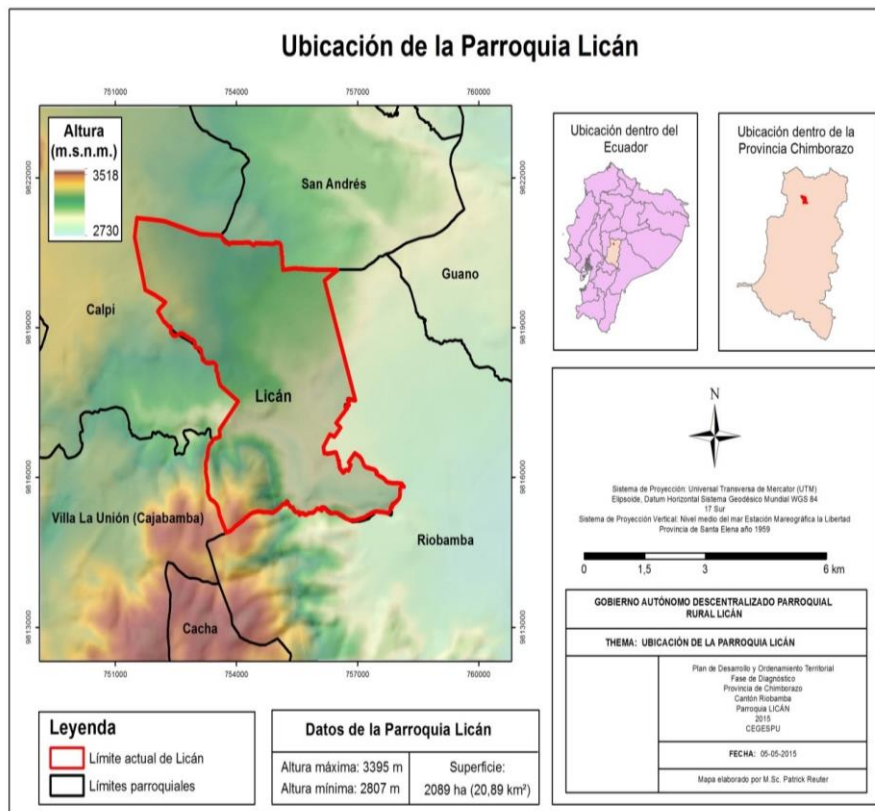 Ubicación de la Parroquia Licán
751000
754000
757000
760000
Altura
(m.s.n.m.)
3518
2730
9822000
9819000
9816000
9813000
9822000
9819000
9816000
9813000
San Andrés
Guano
Calpi
Licán
Villa La Unión (Cajabamba)
Riobamba
Cacha
751000
754000
757000
760000
Ubicación dentro del
Ecuador
Ubicación dentro de la
Provincia Chimborazo
N
Sistema de Proyección: Universal Transversa de Mercator (UTM)
Elipsoide, Datum Horizontal Sistema Geodésico Mundial WGS 84
17 Sur
Sistema de Proyección Vertical: Nivel medio del mar Estación Mareográfica la Libertad
Provincia de Santa Elena año 1959
0 1,5 3 6 km
GOBIERNO AUTÓNOMO DESCENTRALIZADO PARROQUIAL
RURAL LICÁN
THEMA: UBICACIÓN DE LA PARROQUIA LICÁN
Plan de Desarrollo y Ordenamiento Territorial
Fase de Diagnóstico
Provincia de Chimborazo
Cantón Riobamba
Parroquia LICÁN
2015
CEGESPU
FECHA: 05-05-2015
Mapa elaborado por M.Sc. Patrick Reuter
Leyenda
Límite actual de Licán
Límites parroquiales
Datos de la Parroquia Licán
Altura máxima: 3395 m
Altura mínima: 2807 m
Superficie:
2089 ha (20,89 km²)